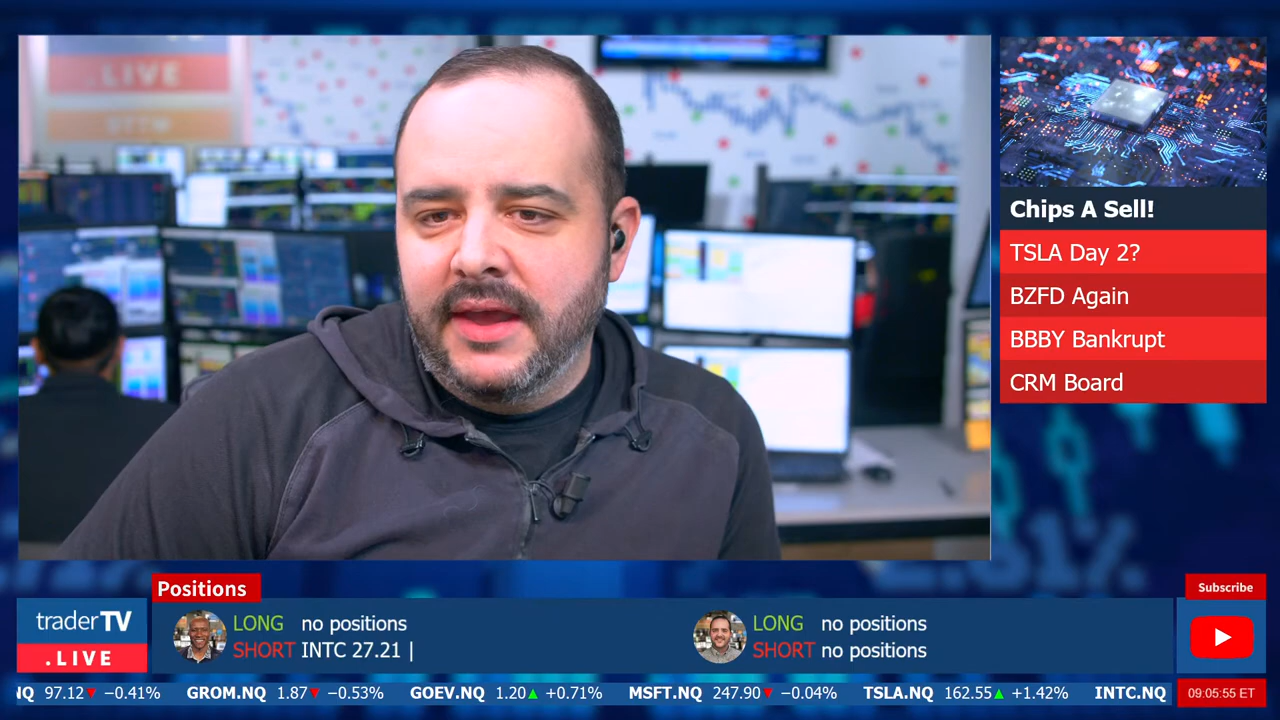 .LIVE
Chips A Sell!
TSLA Day 2?
BZFD Again
BBBY Bankrupt
CRM Board
Positions
Subscribe
traderTV
.LIVE
LONG no positions
SHORT INTC 27.21 |
LONG no positions
SHORT no positions
NQ 97.12▼ −0.41% GROM.NQ 1.87▼ −0.53% GOEV.NQ 1.20▲ +0.71% MSFT.NQ 247.90▼ −0.04% TSLA.NQ 162.55▲ +1.42% INTC.NQ
09:05:55 ET